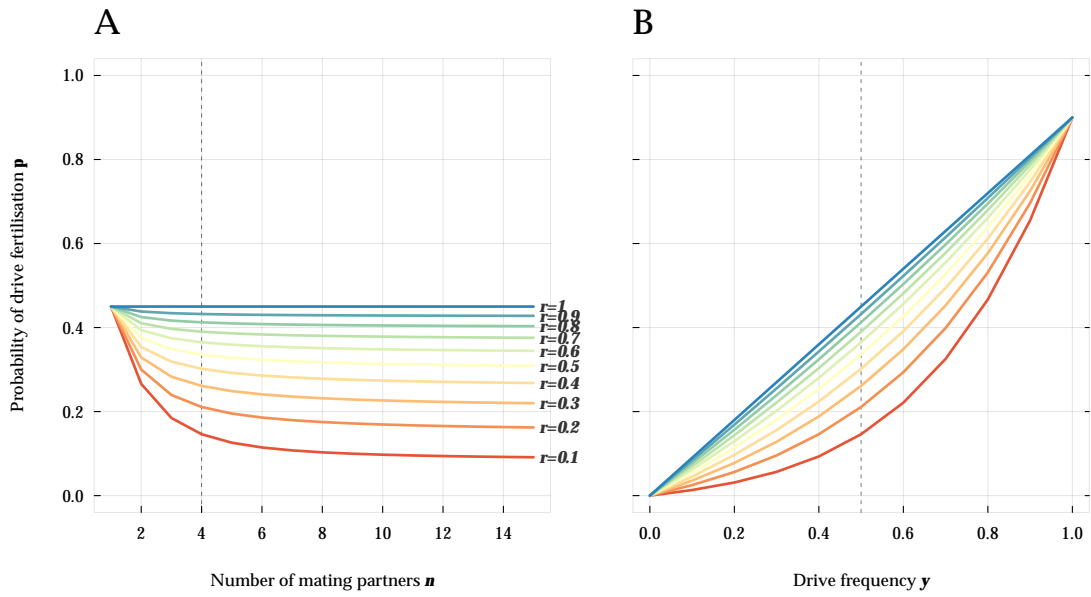 A
B
Probability of drive fertilisation p
1.0
0.8
0.6
0.4
0.2
0.0
r=1
r=0.9
r=0.8
r=0.7
r=0.6
r=0.5
r=0.4
r=0.3
r=0.2
r=0.1
2 4 6 8 10 12 14
0.0 0.2 0.4 0.6 0.8 1.0
Number of mating partners n
Drive frequency y